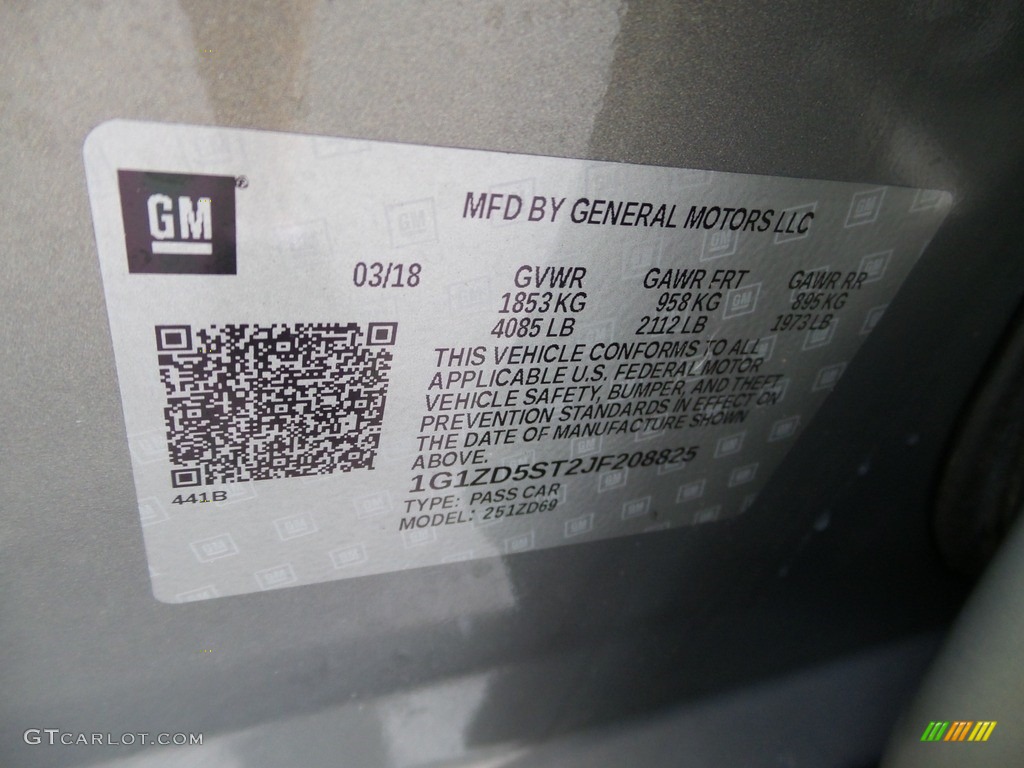 GM®
MFD BY GENERAL MOTORS LLC
03/18 GVWR GAWR FRT GAWR RR
1853 KG 958 KG 895 KG
4085 LB 2112 LB 1973 LB
THIS VEHICLE CONFORMS TO ALL
APPLICABLE U.S. FEDERAL MOTOR
VEHICLE SAFETY, BUMPER, AND THEFT
PREVENTION STANDARDS IN EFFECT ON
THE DATE OF MANUFACTURE SHOWN
ABOVE.
1G1ZD5ST2JF208825
441B
TYPE: PASS CAR
MODEL: 251ZD69
GTCARLOT.COM